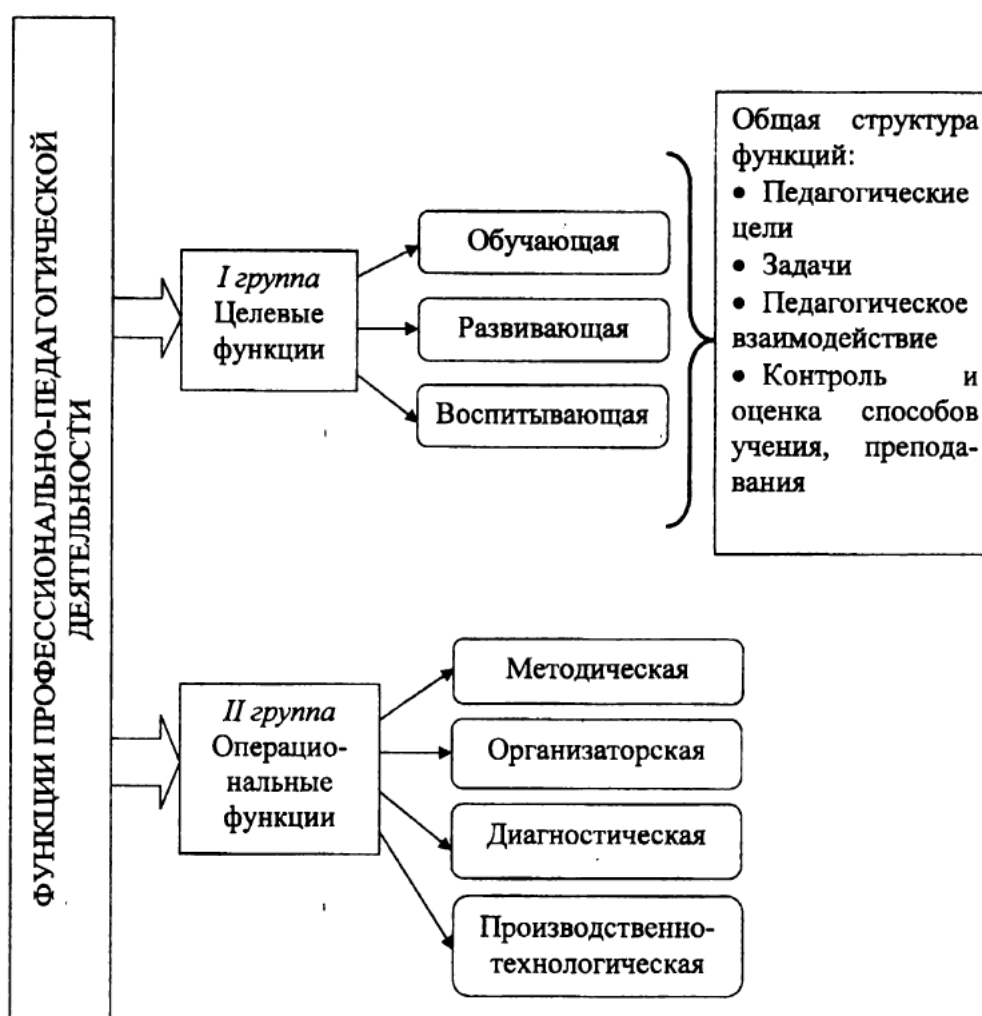 ФУНКЦИИ ПРОФЕССИОНАЛЬНО-ПЕДАГОГИЧЕСКОЙ
ДЕЯТЕЛЬНОСТИ
I группа
Целевые
функции
Обучающая
Развивающая
Воспитывающая
Общая структура
функций:
• Педагогические
цели
• Задачи
• Педагогическое
взаимодействие
• Контроль и
оценка способов
учения, препода-
вания
II группа
Операцио-
нальные
функции
Методическая
Организаторская
Диагностическая
Производственно-
технологическая